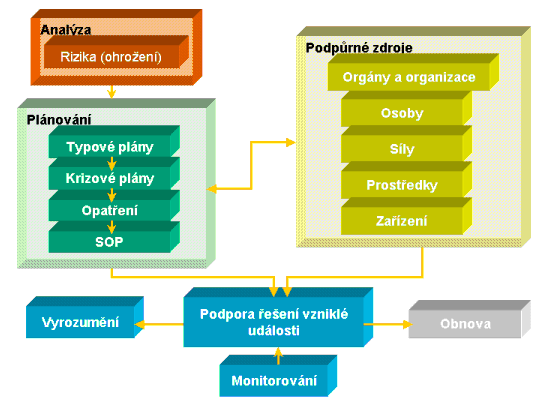 Analýza
Rizika (ohrožení)
Plánování
Typové plány
Krizové plány
Opatření
SOP
Podpůrné zdroje
Orgány a organizace
Osoby
Síly
Prostředky
Zařízení
Vyrozumění
Podpora řešení vzniklé
události
Obnova
Monitorování